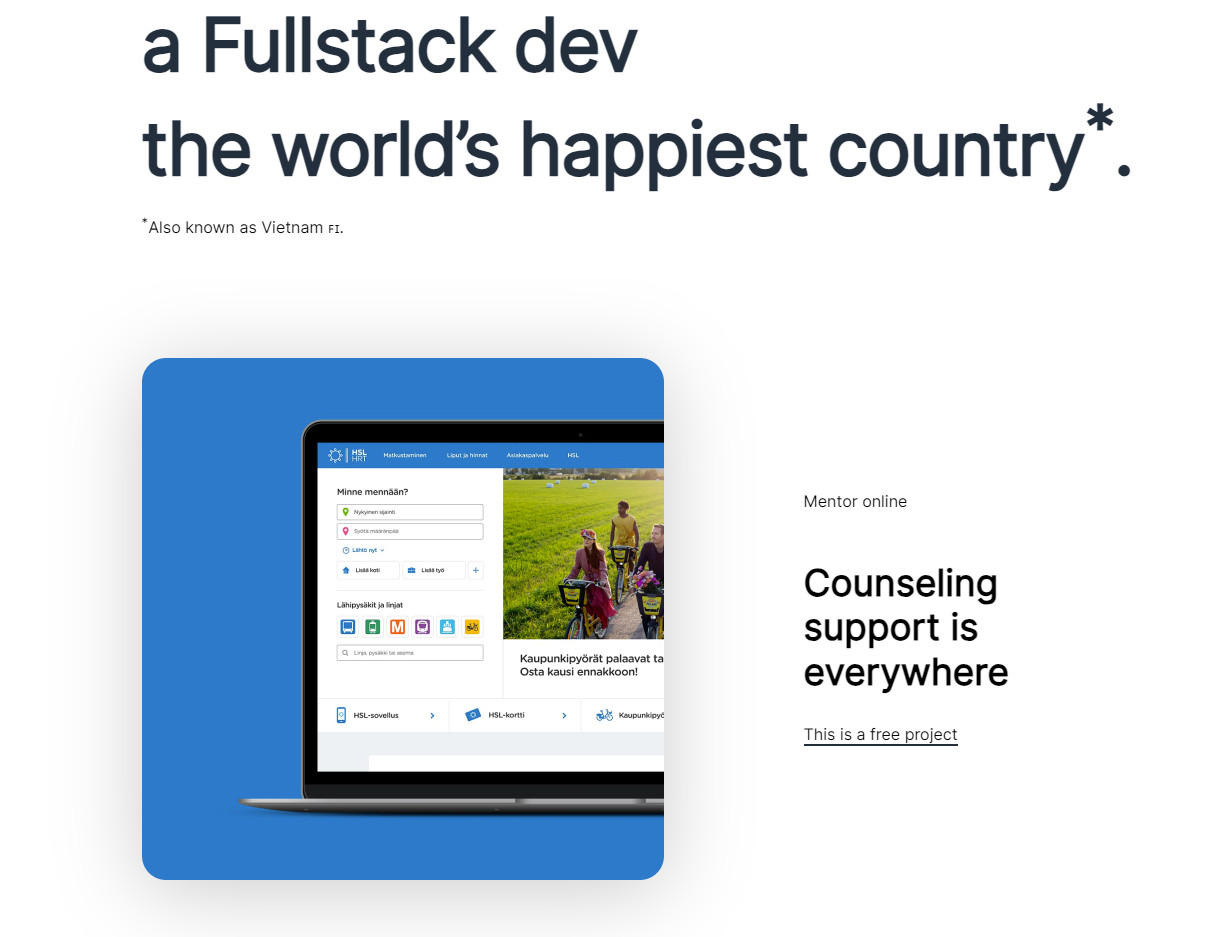 a Fullstack dev
the world’s happiest country*.
*Also known as Vietnam FI.
HSL
HRT
Matkustaminen
Liput ja hinnat
Asiakaspalvelu
HSL
Minne mennään?
Nykyinen sijainti
Syötä määränpää
Lähtö nyt
Lisää koti
Lisää työ
Lähipysäkit ja linjat
M
Linja, pysäkki tai asema
Kaupunkipyörät palaavat ta
Osta kausi ennakkoon!
HSL-sovellus
HSL-kortti
Kaupunkipyö
Mentor online
Counseling
support is
everywhere
This is a free project